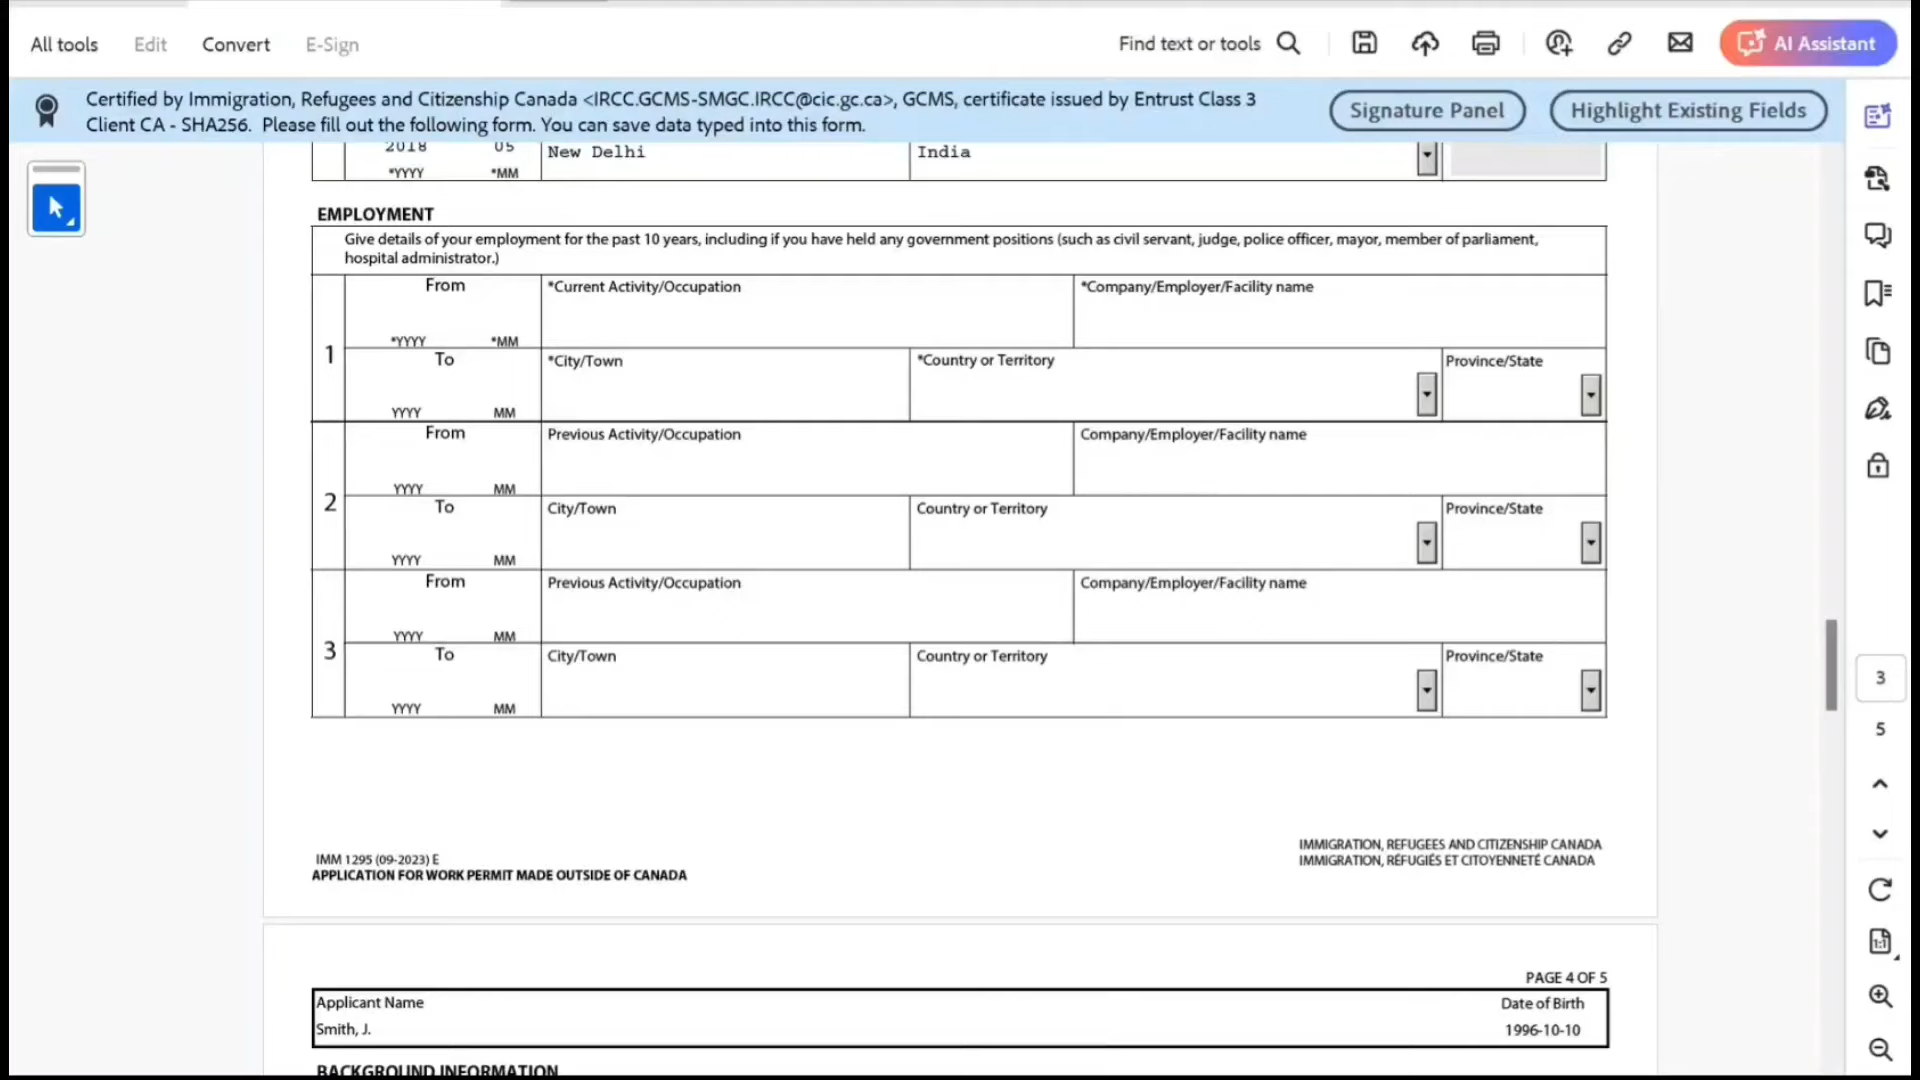 All tools Edit Convert E-Sign Find text or tools AI Assistant
Certified by Immigration, Refugees and Citizenship Canada <IRCC.GCMS-SMGC.IRCC@cic.gc.ca>, GCMS, certificate issued by Entrust Class 3
Client CA - SHA256. Please fill out the following form. You can save data typed into this form.
Signature Panel Highlight Existing Fields
2018 05 New Delhi India
*YYYY *MM
EMPLOYMENT
Give details of your employment for the past 10 years, including if you have held any government positions (such as civil servant, judge, police officer, mayor, member of parliament,
hospital administrator.)
1
From *Current Activity/Occupation *Company/Employer/Facility name
*YYYY *MM
To *City/Town *Country or Territory Province/State
YYYY MM
2
From Previous Activity/Occupation Company/Employer/Facility name
YYYY MM
To City/Town Country or Territory Province/State
YYYY MM
3
From Previous Activity/Occupation Company/Employer/Facility name
YYYY MM
To City/Town Country or Territory Province/State
YYYY MM
3
5
1:1
IMM 1295 (09-2023) E
APPLICATION FOR WORK PERMIT MADE OUTSIDE OF CANADA
IMMIGRATION, REFUGEES AND CITIZENSHIP CANADA
IMMIGRATION, RÉFUGIÉS ET CITOYENNETÉ CANADA
PAGE 4 OF 5
Applicant Name Date of Birth
Smith, J. 1996-10-10
BACKGROUND INFORMATION